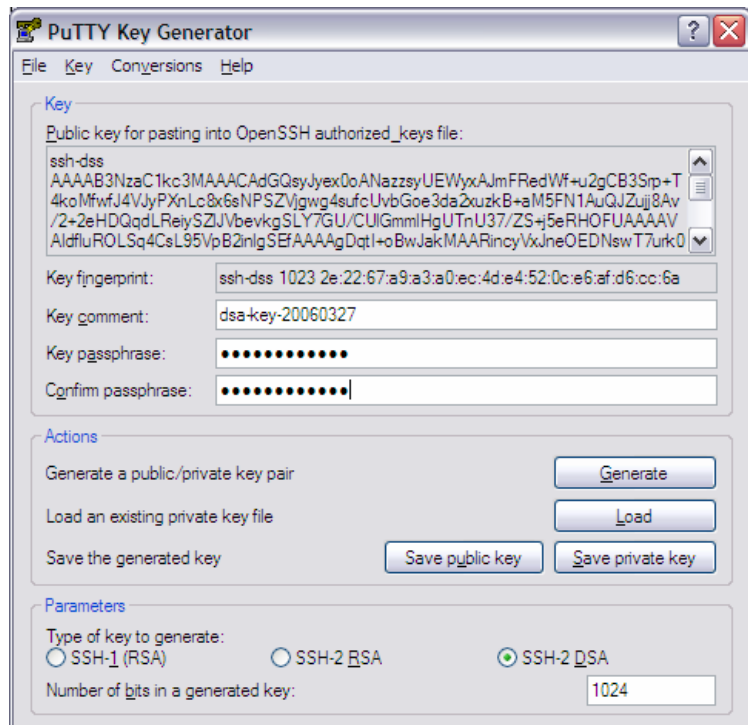 PuTTY Key Generator
File Key Conversions Help
Key
Public key for pasting into OpenSSH authorized_keys file:
ssh-dss
AAAAB3NzaC1kc3MAAACAdGQsyJyex0oANazzsyUEWyxAJmFRedWf+u2gCB3Srp+T
4koMfwfJ4VJyPXnLc8x6sNPSZVjgwg4sufcUvbGoe3da2xuzkB+aM5FN1AuQJZujj8Av
/2+2eHDQqdLReiySZlJVbevkgSLY7GU/CUlGmmlHgUTnU37/ZS+j5eRHOFUAAAAV
AldfluROLSq4CsL95VpB2inlgSEfAAAAgDqtI+oBwJakMAARincyVxJneOEDNswT7urk0
Key fingerprint: ssh-dss 1023 2e:22:67:a9:a3:a0:ec:4d:e4:52:0c:e6:af:d6:cc:6a
Key comment: dsa-key-20060327
Key passphrase: ●●●●●●●●●●●●
Confirm passphrase: ●●●●●●●●●●●●
Actions
Generate a public/private key pair Generate
Load an existing private key file Load
Save the generated key Save public key Save private key
Parameters
Type of key to generate:
SSH-1 (RSA) SSH-2 RSA SSH-2 DSA
Number of bits in a generated key: 1024